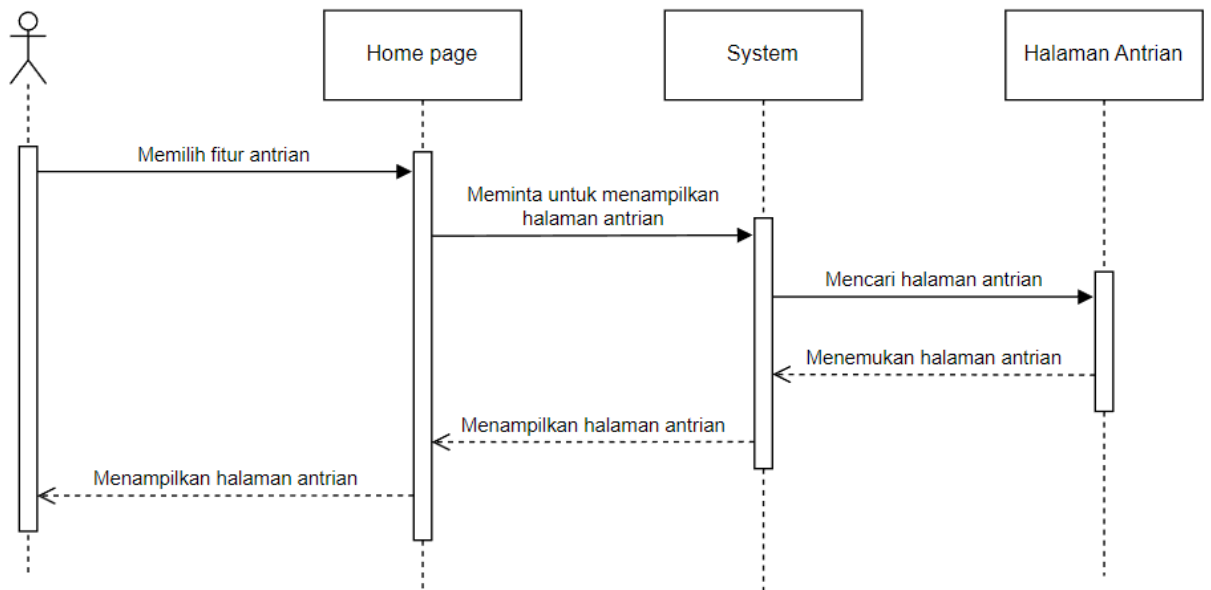 Home page
System
Halaman Antrian
Memilih fitur antrian
Meminta untuk menampilkan
halaman antrian
Mencari halaman antrian
Menemukan halaman antrian
Menampilkan halaman antrian
Menampilkan halaman antrian